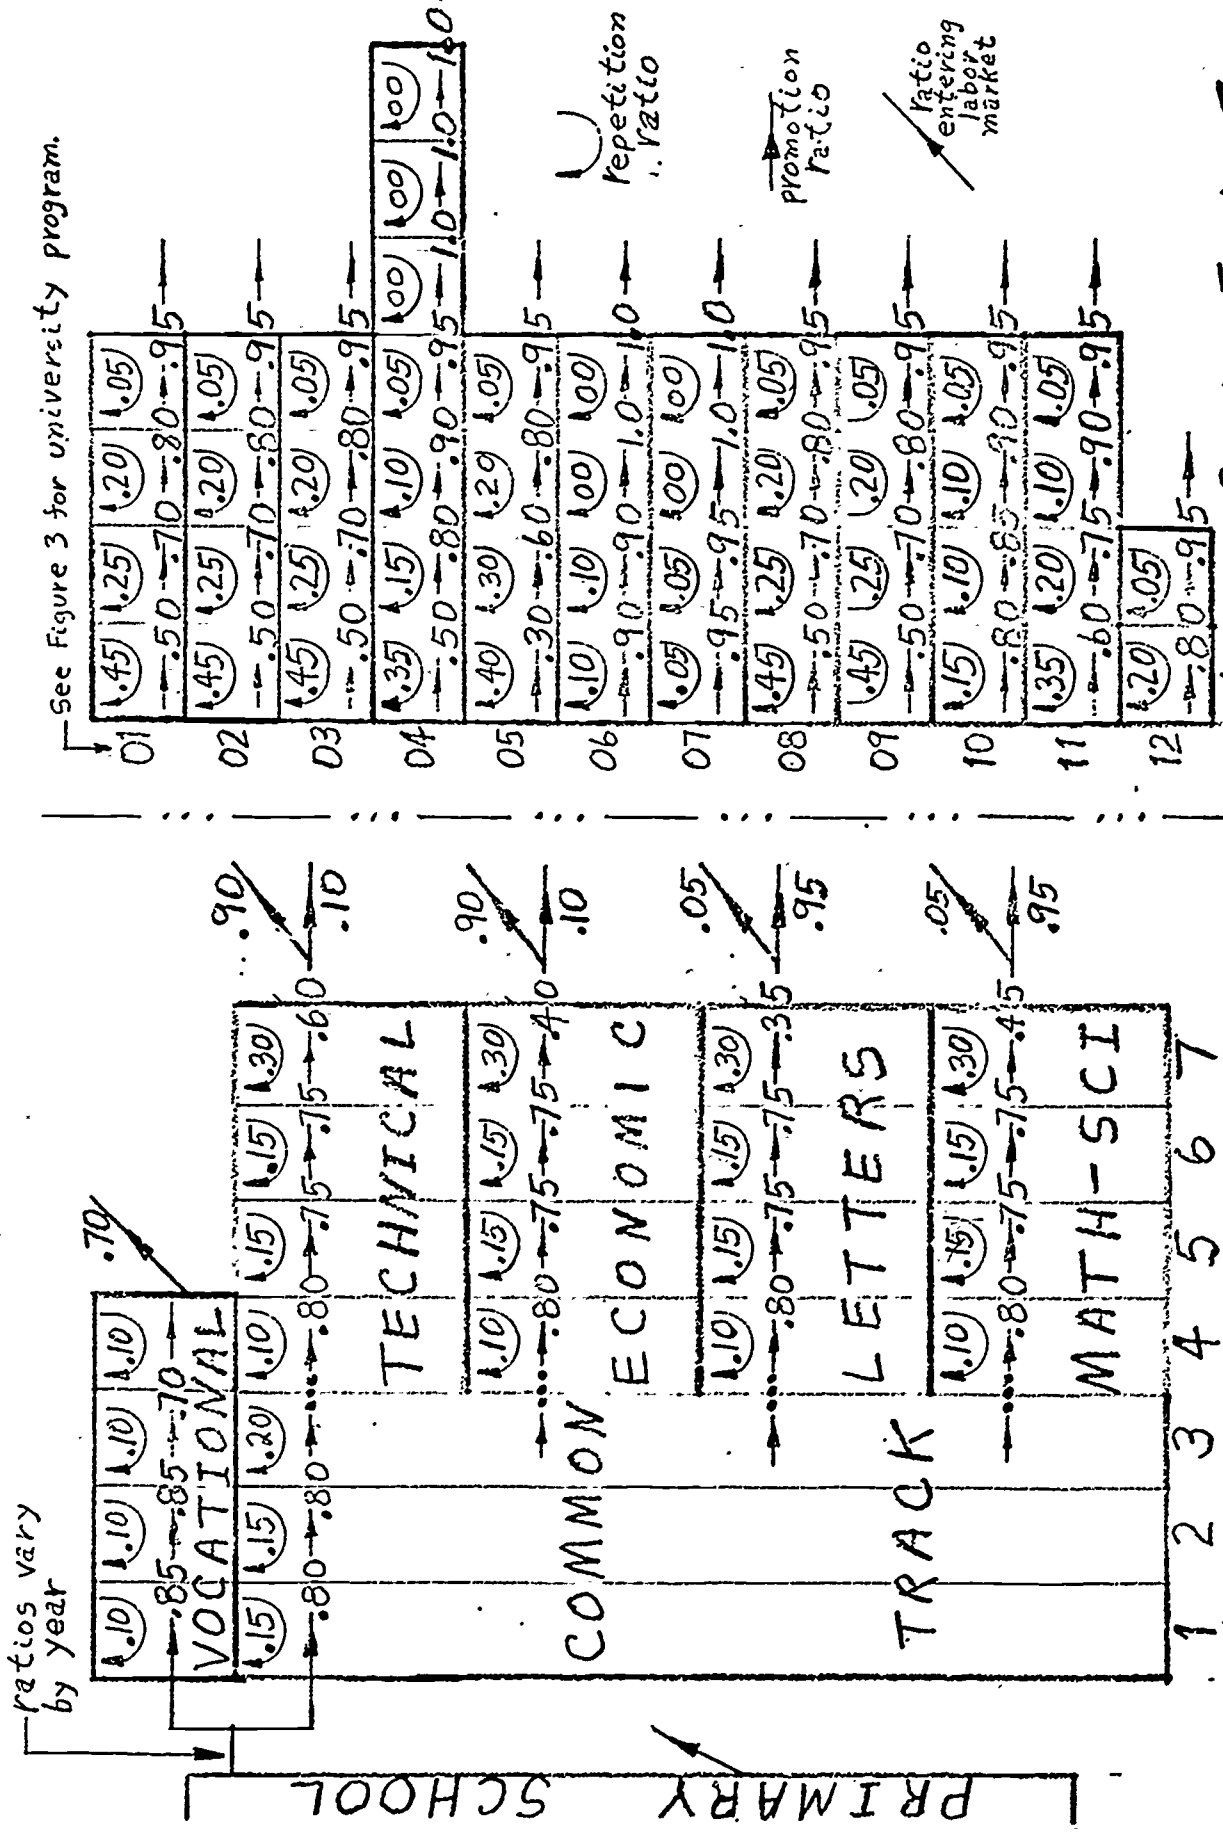 ratios vary
by year
.10 .10 .10 .10
.85 .85 .70
VOCATIONAL
.70
PRIMARY SCHOOL
.15 .15 .20 .10 .15 .15 .30
.80 .80 .80 .75 .75 .60
.90
.10
TECHNICAL
.10 .15 .15 .30
.80 .75 .75 .40
.90
.10
COMMON
ECONOMIC
.10 .15 .15 .30
.80 .75 .75 .35
.05
.95
LETTERS
TRACK
.10 .15 .15 .30
.80 .75 .75 .45
.05
.95
MATH-SCI
1 2 3 4 5 6 7
See Figure 3 for university program.
01 .45 .25 .20 .05
.50 .70 .80 .95
02 .45 .25 .20 .05
.50 .70 .80 .95
03 .45 .25 .20 .05
.50 .70 .80 .95
04 .35 .15 .10 .05 .00 .00 .00
.50 .80 .90 .95 1.0 1.0 1.0
05 .40 .30 .20 .05
.30 .60 .80 .95
06 .10 .10 .00 .00
.90 .90 1.0 1.0
07 .05 .05 .00 .00
.95 .95 1.0 1.0
08 .45 .25 .20 .05
.50 .70 .80 .95
09 .45 .25 .20 .05
.50 .70 .80 .95
10 .15 .10 .10 .05
.80 .85 .90 .95
11 .35 .20 .10 .05
.60 .75 .90 .95
12 .20 .05
.80 .95
repetition
ratio
promotion
ratio
ratio
entering
labor
market